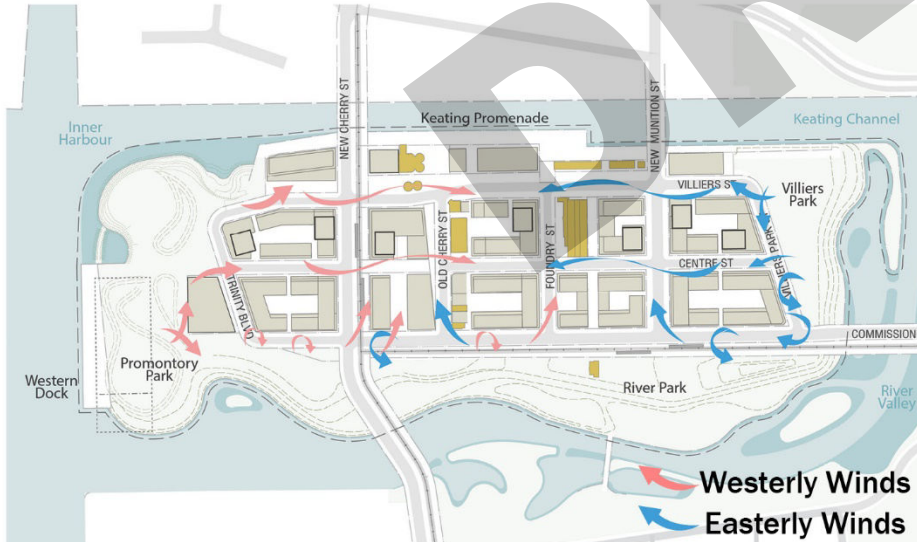 DR
Inner
Harbour
NEW CHERRY ST
Keating Promenade
NEW MUNITION ST
Keating Channel
VILLIERS ST
Villiers
Park
OLD CHERRY ST
FOUNDRY ST
CENTRE ST
VILLIERS PARK
TRINITY BLVD
COMMISSION
Promontory
Park
Western
Dock
River Park
River
Valley
Westerly Winds
Easterly Winds